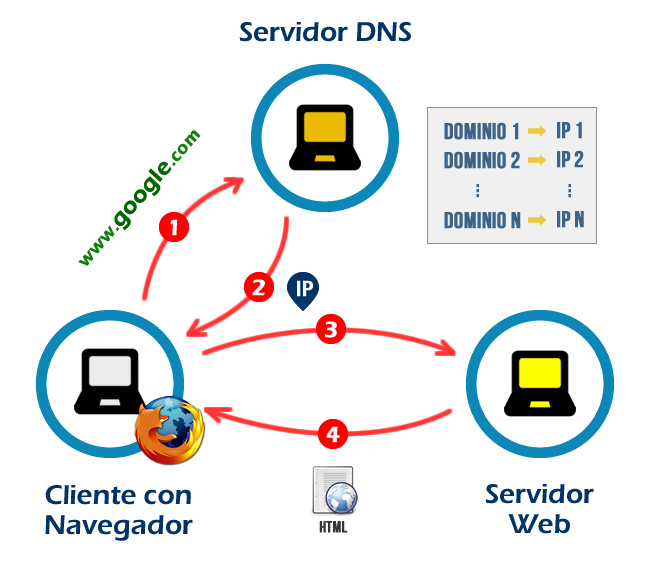 Servidor DNS
www.google.com
DOMINIO 1 IP 1
DOMINIO 2 IP 2
DOMINIO N IP N
1
2
IP
3
4
Cliente con
Navegador
HTML
Servidor
Web